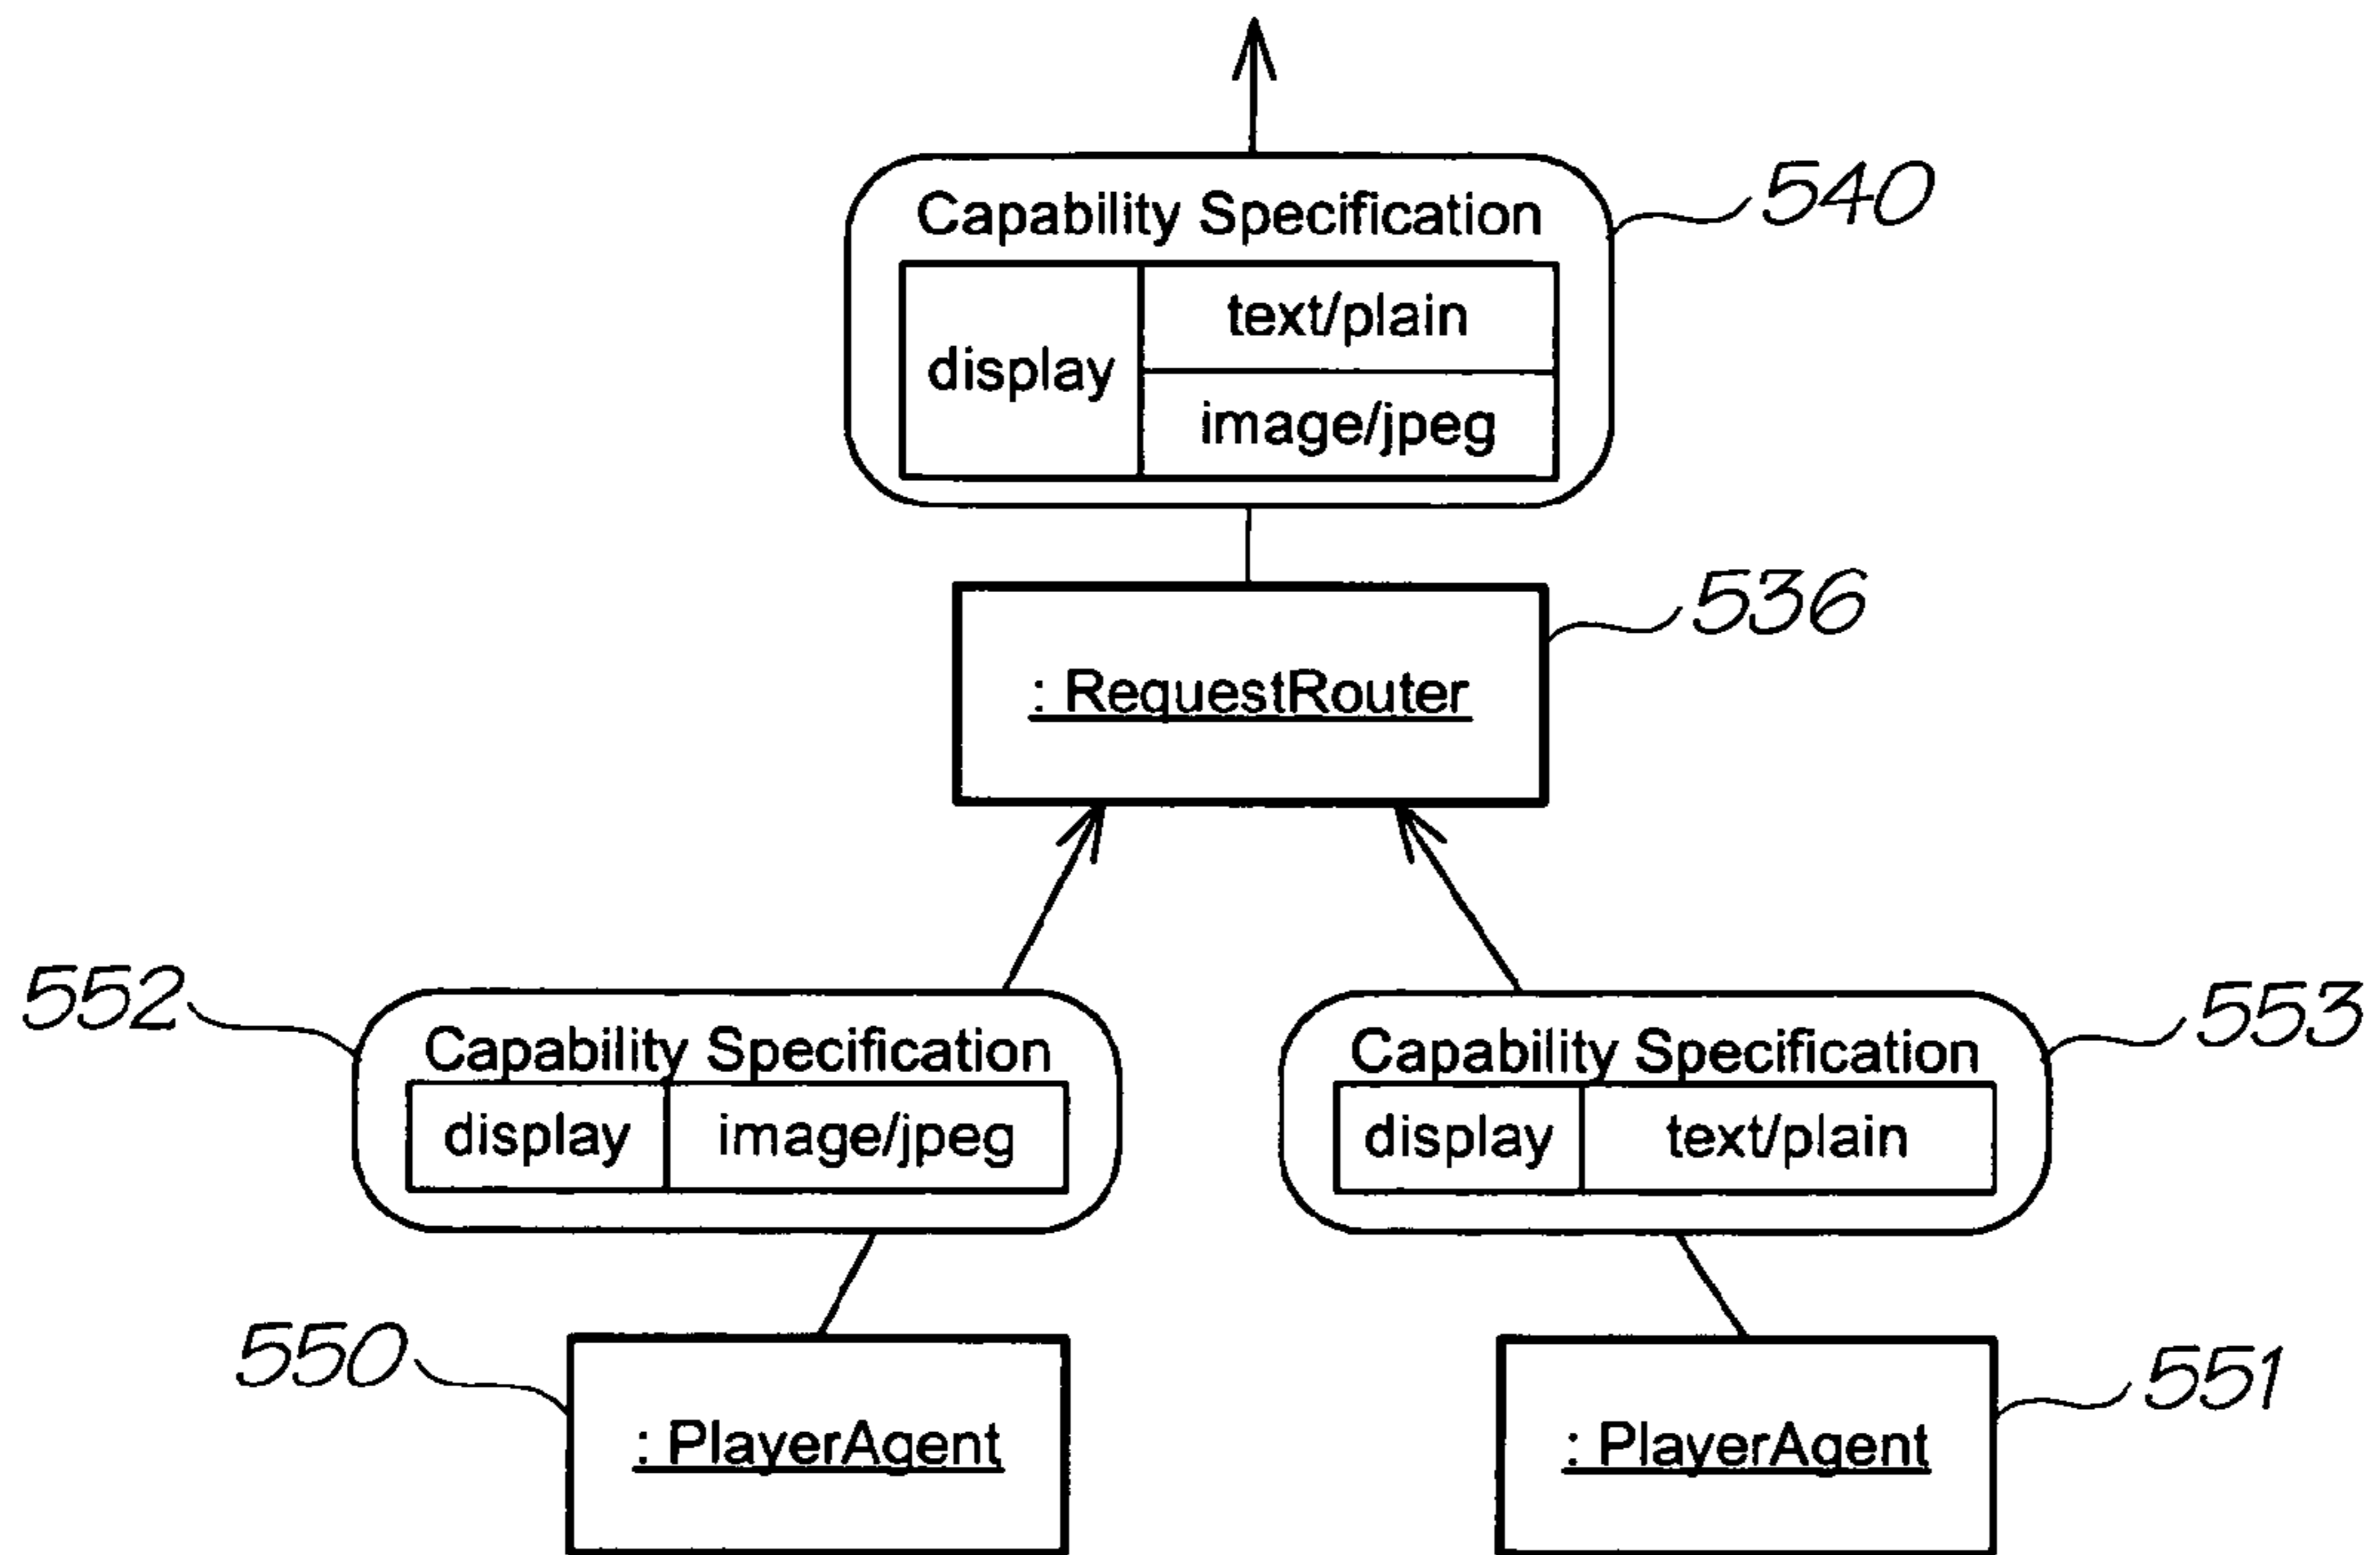 Capability Specification
540
display
text/plain
image/jpeg
536
: RequestRouter
552
Capability Specification
display image/jpeg
553
Capability Specification
display text/plain
550
: PlayerAgent
551
: PlayerAgent